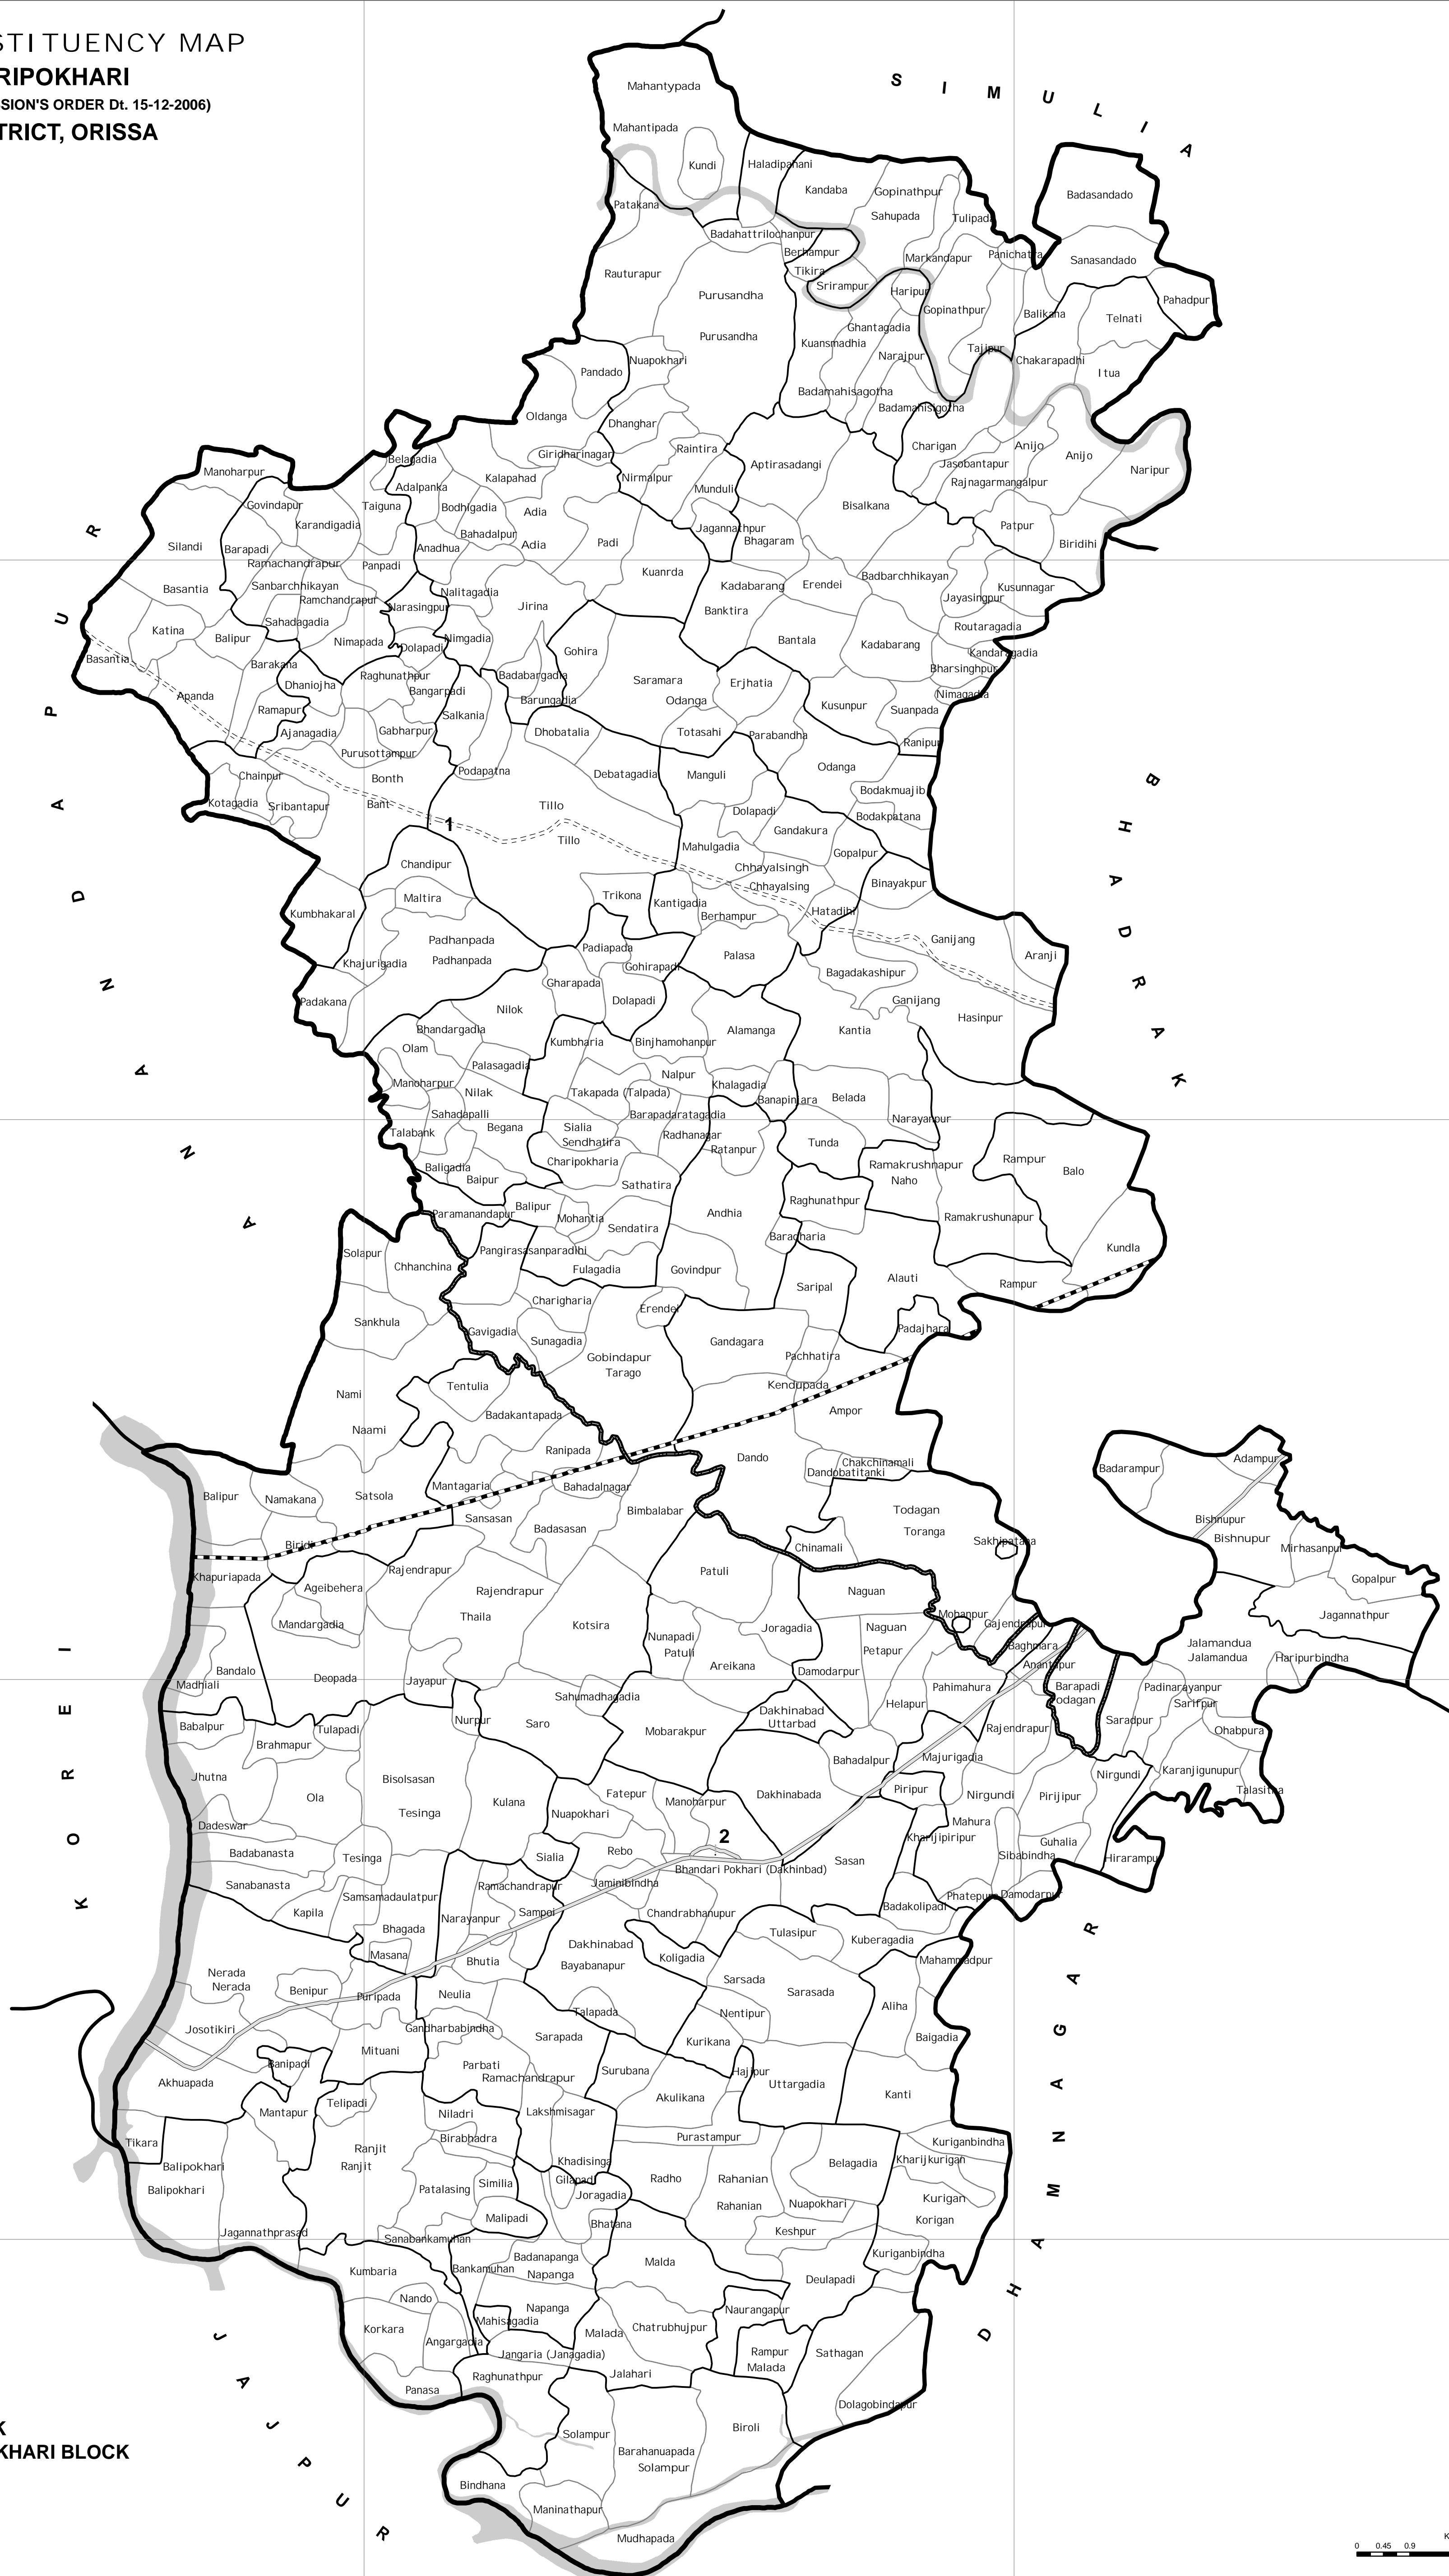 STITUENCY MAP
RIPOKHARI
SSION'S ORDER Dt. 15-12-2006)
TRICT, ORISSA
S I M U L I A
Mahantypada
Mahantipada
Kundi
Haladipahani
Kandaba
Gopinathpur
Sahupada
Tulipada
Badasandado
Patakana
Badahattrilochanpur
Berhampur
Tikira
Markandapur
Panichatra
Sanasandado
Rauturapur
Purusandha
Srirampur
Haripur
Gopinathpur
Balikana
Telnati
Pahadpur
Purusandha
Ghantagadia
Kuansmadhia
Narajpur
Tajipur
Chakarapadhi
Itua
Nuapokhari
Pandado
Badamahisagotha
Badamahisigotha
Oldanga
Dhanghar
Giridharinagar
Raintira
Charigan
Anijo
Anijo
Jasobantapur
Naripur
Belagadia
Manoharpur
Adalpanka
Kalapahad
Nirmalpur
Munduli
Aptirasadangi
Rajnagarmangalpur
Govindapur
Taiguna
Bodhigadia
Adia
Bisalkana
Karandigadia
Bahadalpur
Jagannathpur
Patpur
Silandi
Barapadi
Anadhua
Adia
Padi
Bhagaram
Biridihi
Ramachandrapur
Panpadi
Kuanrda
Kadabarang
Erendei
Badbarchhikayan
Kusunnagar
Basantia
Sanbarchhikayan
Nalitagadia
Jayasingpur
Ramchandrapur
Narasingpur
Jirina
Banktira
Sahadagadia
Routaragadia
Katina
Balipur
Nimapada
Dolapadi
Nimgadia
Bantala
Kadabarang
Basantia
Barakana
Gohira
Kandaragadia
Raghunathpur
Badabargadia
Saramara
Erjhatia
Bharsinghpur
Apanda
Dhaniojha
Bangarpadi
Barungadia
Odanga
Nimagadia
Ramapur
Salkania
Kusunpur
Suanpada
Ajanagadia
Gabharpur
Dhobatalia
Totasahi
Parabandha
Ranipur
Purusottampur
Chainpur
Bonth
Podapatna
Debatagadia
Manguli
Odanga
Kotagadia
Sribantapur
Bant
Tillo
Bodakmuajib
1
Tillo
Dolapadi
Bodakpatana
Gandakura
Mahulgadia
Gopalpur
Chandipur
Chhayalsingh
Chhayalsing
Binayakpur
Maltira
Trikona
Kantigadia
Kumbhakaral
Berhampur
Hatadihi
Padhanpada
Padiapada
Ganijang
Khajurigadia
Padhanpada
Gohirapadi
Palasa
Aranji
Gharapada
Bagadakashipur
Padakana
Nilok
Dolapadi
Ganijang
Hasinpur
Bhandargadia
Kumbharia
Binjhamohanpur
Alamanga
Kantia
Olam
Palasagadia
Nalpur
Manoharpur
Nilak
Takapada (Talpada)
Khalagadia
Banapintara
Belada
Sahadapalli
Barapadaratagadia
Narayanpur
Talabank
Begana
Sialia
Sendhatira
Radhanagar
Ratanpur
Tunda
Baligadia
Charipokharia
Ramakrushnapur
Naho
Rampur
Balo
Baipur
Sathatira
Paramanandapur
Balipur
Mohantia
Andhia
Raghunathpur
Ramakrushunapur
Pangirasasanparadihi
Sendatira
Baragharia
Kundla
Solapur
Chhanchina
Fulagadia
Govindpur
Saripal
Alauti
Rampur
Sankhula
Charigharia
Erendei
Gavigadia
Sunagadia
Gandagara
Padajhara
Gobindapur
Tarago
Pachhatira
Tentulia
Kendupada
Nami
Badakantapada
Ampor
Naami
Ranipada
Dando
Chakchinamali
Dandobatitanki
Badarampur
Adampur
Balipur
Namakana
Satsola
Mantagaria
Bahadalnagar
Bimbalabar
Sansasan
Badasasan
Todagan
Toranga
Bishnupur
Bishnupur
Biridi
Chinamali
Sakhipatana
Mirhasanpur
Khapuriapada
Rajendrapur
Patuli
Ageibehera
Rajendrapur
Naguan
Gopalpur
Mandargadia
Thaila
Kotsira
Joragadia
Naguan
Mohanpur
Gajendrapur
Jagannathpur
Nunapadi
Patuli
Petapur
Baghmara
Jalamandua
Jalamandua
Haripurbindha
Bandalo
Madhiali
Deopada
Jayapur
Areikana
Damodarpur
Anantapur
Pahimahura
Barapadi
Todagan
Padinarayanpur
Sahumadhagadia
Helapur
Sarifpur
Babalpur
Tulapadi
Nurpur
Saro
Mobarakpur
Dakhinabad
Uttarbad
Rajendrapur
Saradpur
Ohabpura
Brahmapur
Jhutna
Bisolsasan
Bahadalpur
Majurigadia
Nirgundi
Karanjigunupur
Talasitha
Ola
Kulana
Fatepur
Manoharpur
Dakhinabada
Piripur
Nirgundi
Pirijipur
Dadeswar
Tesinga
Nuapokhari
Mahura
Badabanasta
Tesinga
Sialia
Rebo
2
Kharijipiripur
Sibabindha
Guhalia
Sanabanasta
Samsamadaulatpur
Ramachandrapur
Jaminibindha
Bhandari Pokhari (Dakhinbad)
Sasan
Hirarampur
Kapila
Bhagada
Narayanpur
Sampoi
Chandrabhanupur
Badakolipadi
Phatepur
Damodarpur
Masana
Bhutia
Dakhinabad
Bayabanapur
Koligadia
Tulasipur
Kuberagadia
Nerada
Nerada
Benipur
Puripada
Neulia
Sarsada
Sarasada
Mahammadpur
Josotikiri
Gandharbabindha
Talapada
Nentipur
Aliha
Mituani
Sarapada
Kurikana
Baigadia
Banipadi
Parbati
Surubana
Hajipur
Akhuapada
Ramachandrapur
Uttargadia
Kanti
Mantapur
Telipadi
Niladri
Lakshmisagar
Akulikana
Tikara
Ranjit
Birabhadra
Purastampur
Kuriganbindha
Balipokhari
Ranjit
Khadisinga
Belagadia
Kharijkurigan
Balipokhari
Patalasing
Similia
Gilapadi
Radho
Rahanian
Kurigan
Joragadia
Rahanian
Nuapokhari
Jagannathprasad
Malipadi
Bhatana
Korigan
Sanabankamuhan
Keshpur
Kumbaria
Bankamuhan
Badanapanga
Malda
Kuriganbindha
Napanga
Deulapadi
Nando
Napanga
Naurangapur
Korkara
Mahisagadia
Malada
Chatrubhujpur
Angargadia
Jangaria (Janagadia)
Rampur
Malada
Sathagan
Panasa
Raghunathpur
Jalahari
Dolagobindapur
Solampur
Biroli
Barahanuapada
Solampur
Bindhana
Maninathapur
Mudhapada
A N A N D A P U R
B H A D R A K
K O R E I
D H A M N A G A R
J A J P U R
K
KHARI BLOCK
K
0 0.45 0.9